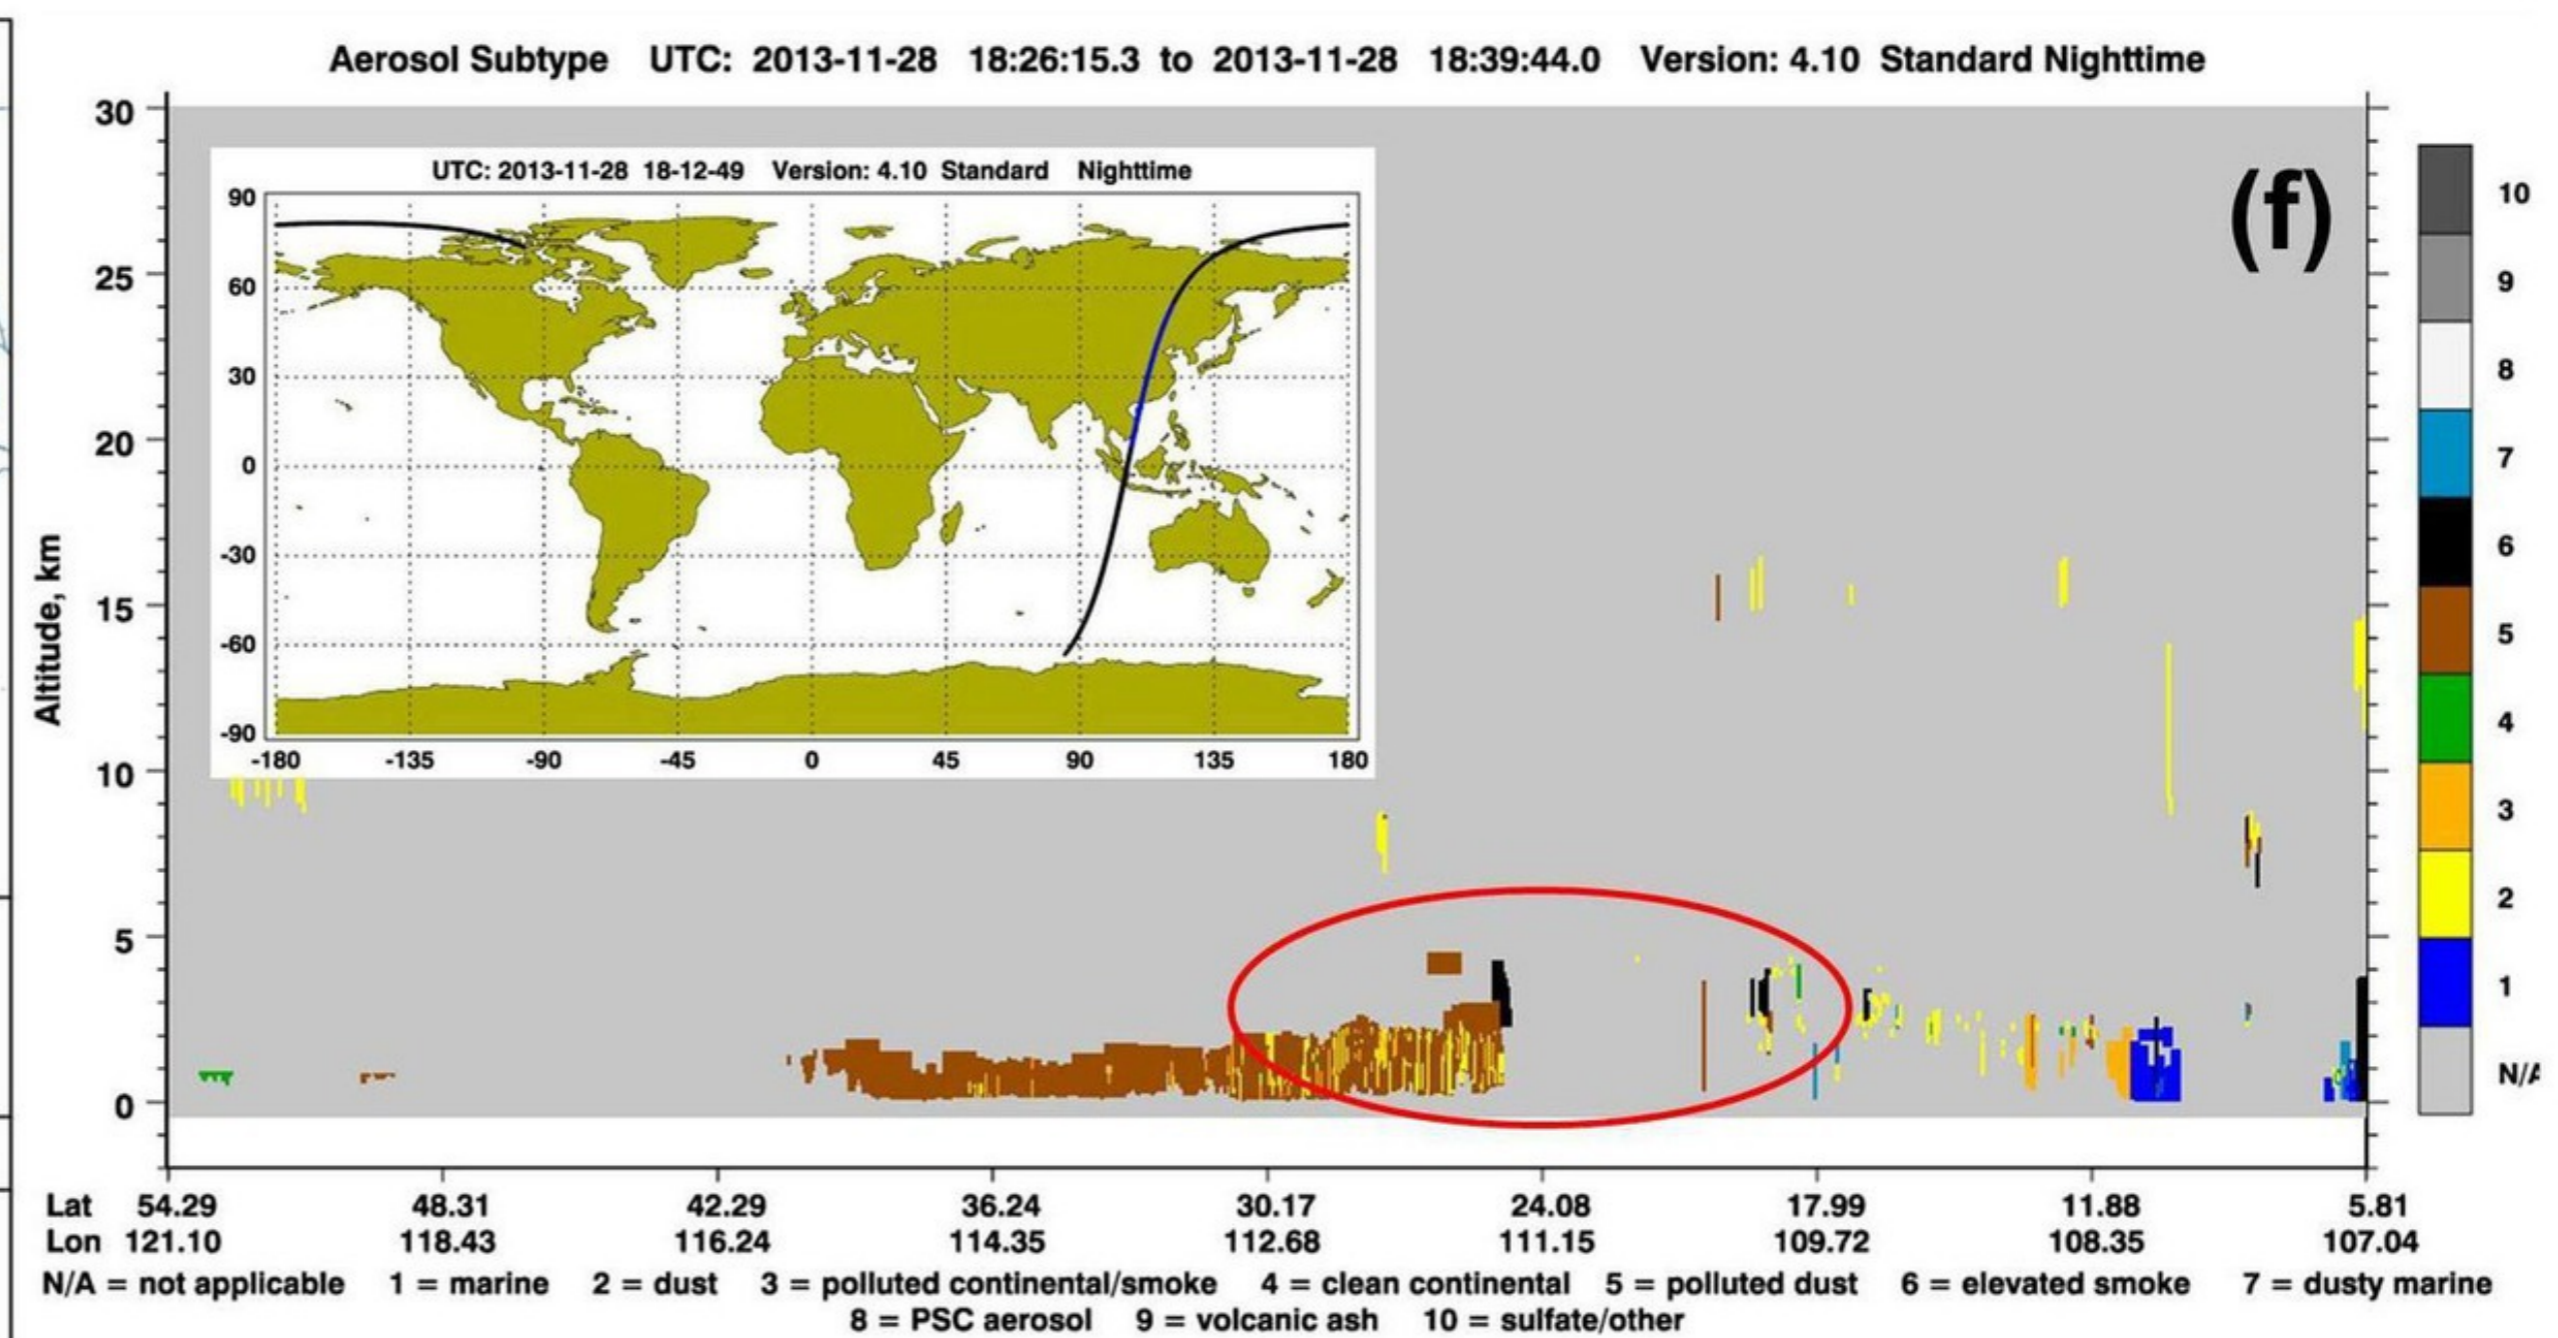 Aerosol Subtype UTC: 2013-11-28 18:26:15.3 to 2013-11-28 18:39:44.0 Version: 4.10 Standard Nighttime
UTC: 2013-11-28 18-12-49 Version: 4.10 Standard Nighttime
(f)
90
60
30
0
-30
-60
-90
-180 -135 -90 -45 0 45 90 135 180
Altitude, km
30
25
20
15
10
5
0
10
9
8
7
6
5
4
3
2
1
N/A
Lat 54.29 48.31 42.29 36.24 30.17 24.08 17.99 11.88 5.81
Lon 121.10 118.43 116.24 114.35 112.68 111.15 109.72 108.35 107.04
N/A = not applicable 1 = marine 2 = dust 3 = polluted continental/smoke 4 = clean continental 5 = polluted dust 6 = elevated smoke 7 = dusty marine
8 = PSC aerosol 9 = volcanic ash 10 = sulfate/other